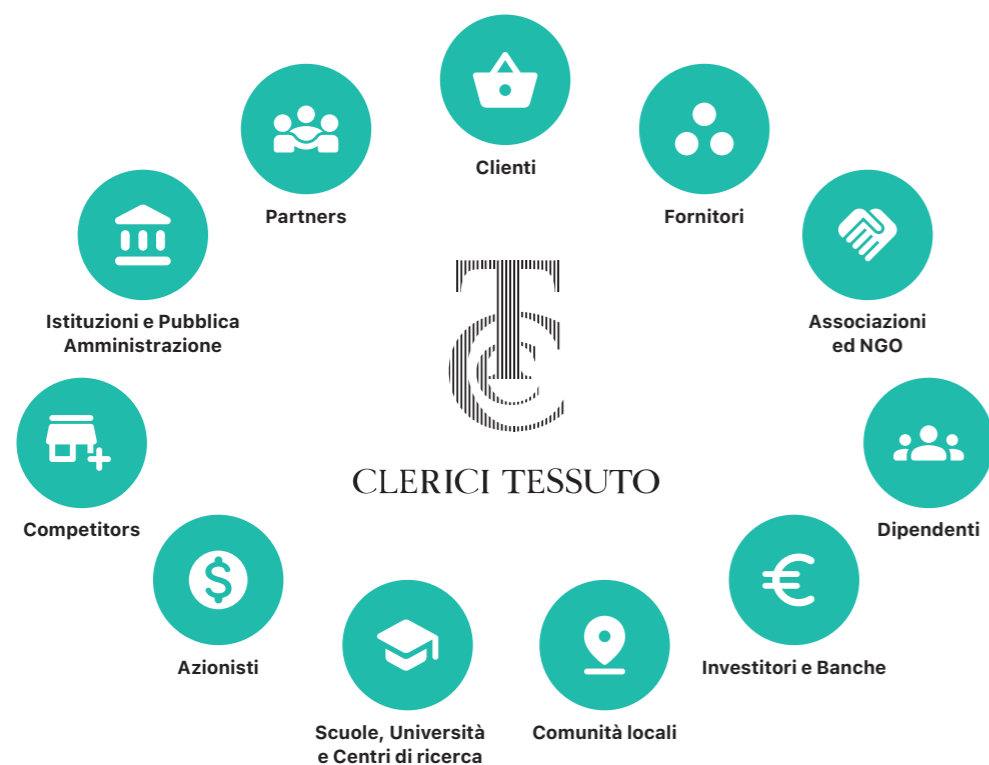 Clienti
Partners
Fornitori
Istituzioni e Pubblica
Amministrazione
Associazioni
ed NGO
TCC
CLERICI TESSUTO
Competitors
Dipendenti
$
€
Azionisti
Investitori e Banche
Scuole, Università
e Centri di ricerca
Comunità locali